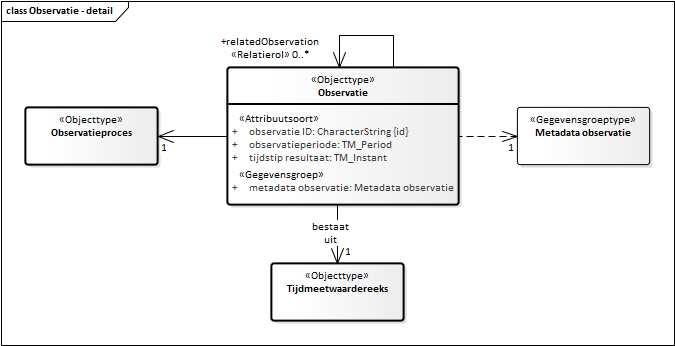 class Observatie - detail
+relatedObservation
«Relatierol» 0..*
«Objecttype»
Observatie
«Attribuutsoort»
+ observatie ID: CharacterString {id}
+ observatieperiode: TM_Period
+ tijdstip resultaat: TM_Instant
«Gegevensgroep»
+ metadata observatie: Metadata observatie
«Objecttype»
Observatieproces
1
«Gegevensgroeptype»
Metadata observatie
1
bestaat
uit
1
«Objecttype»
Tijdmeetwaardereeks